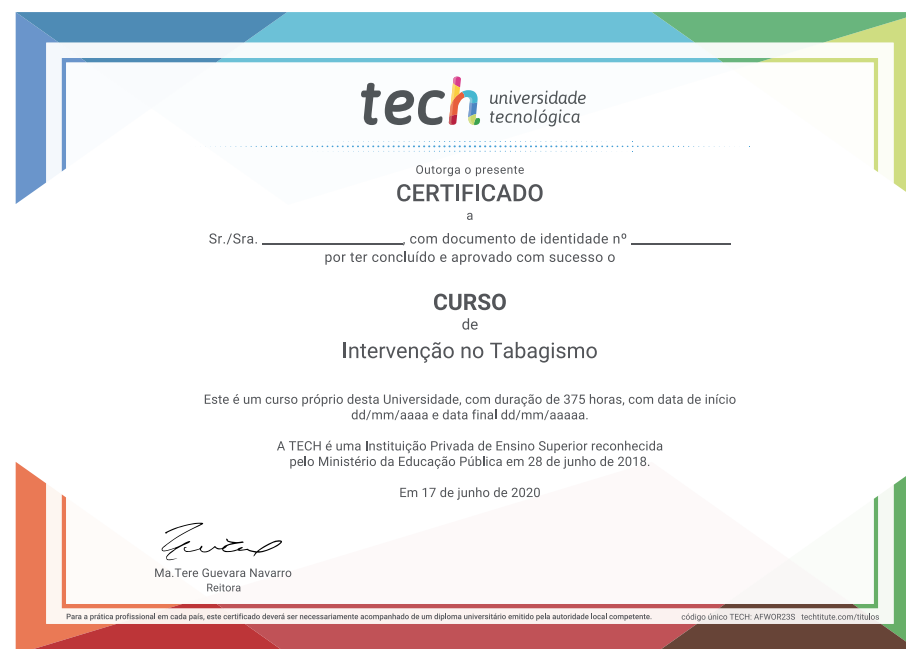 tech universidade
tecnológica
Outorga o presente
CERTIFICADO
a
Sr./Sra. ________________, com documento de identidade nº ___________
por ter concluído e aprovado com sucesso o
CURSO
de
Intervenção no Tabagismo
Este é um curso próprio desta Universidade, com duração de 375 horas, com data de início
dd/mm/aaaa e data final dd/mm/aaaaa.
A TECH é uma Instituição Privada de Ensino Superior reconhecida
pelo Ministério da Educação Pública em 28 de junho de 2018.
Em 17 de junho de 2020
Ma.Tere Guevara Navarro
Reitora
Para a prática profissional em cada país, este certificado deverá ser necessariamente acompanhado de um diploma universitário emitido pela autoridade local competente. código único TECH: AFWOR23S techtitute.com/titulos